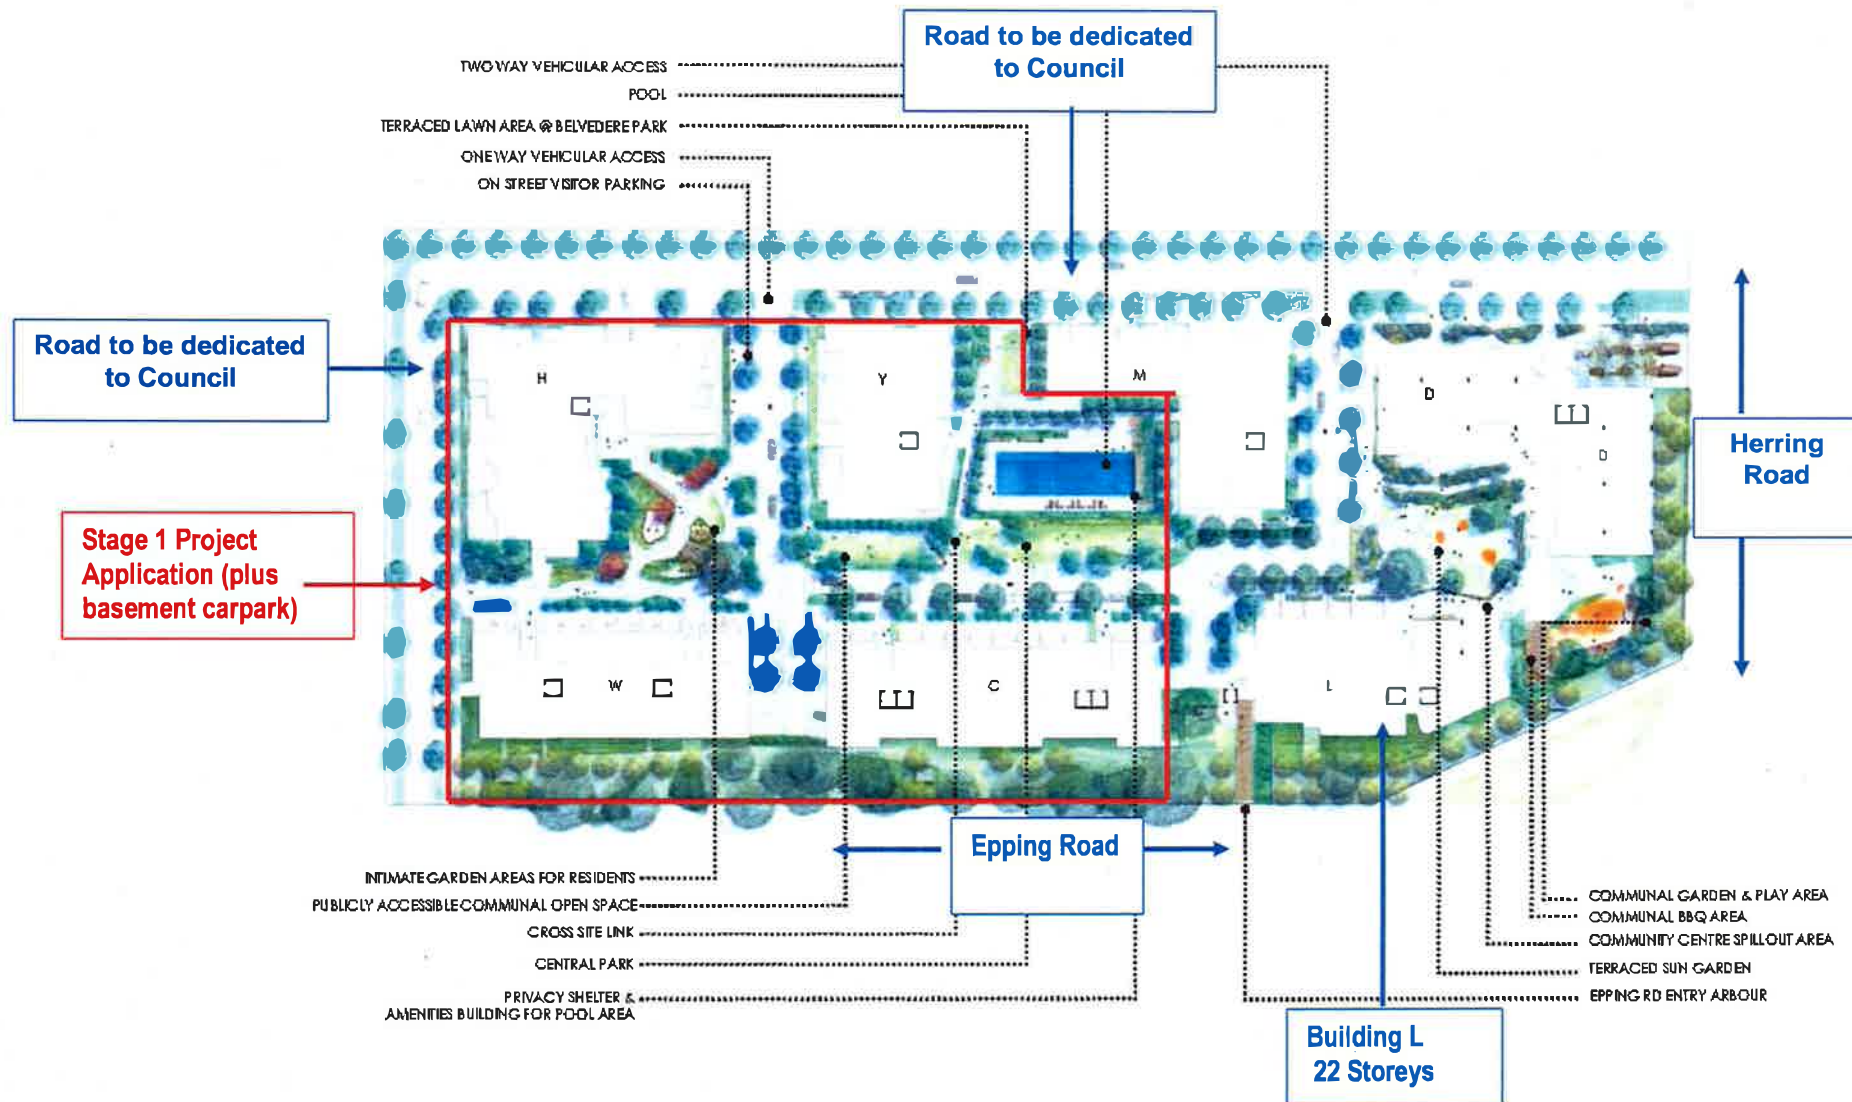 Road to be dedicated
to Council
TWO WAY VEHICULAR ACCESS
POOL
TERRACED LAWN AREA @ BELVEDERE PARK
ONE WAY VEHICULAR ACCESS
ON STREET VISITOR PARKING
Road to be dedicated
to Council
H
Y
M
D
D
Herring
Road
Stage 1 Project
Application (plus
basement carpark)
W
C
L
Epping Road
INTIMATE GARDEN AREAS FOR RESIDENTS
PUBLICLY ACCESSIBLE COMMUNAL OPEN SPACE
CROSS SITE LINK
CENTRAL PARK
PRIVACY SHELTER &
AMENITIES BUILDING FOR POOL AREA
COMMUNAL GARDEN & PLAY AREA
COMMUNAL BBQ AREA
COMMUNITY CENTRE SPILLOUT AREA
TERRACED SUN GARDEN
EPPING RD ENTRY ARBOUR
Building L
22 Storeys